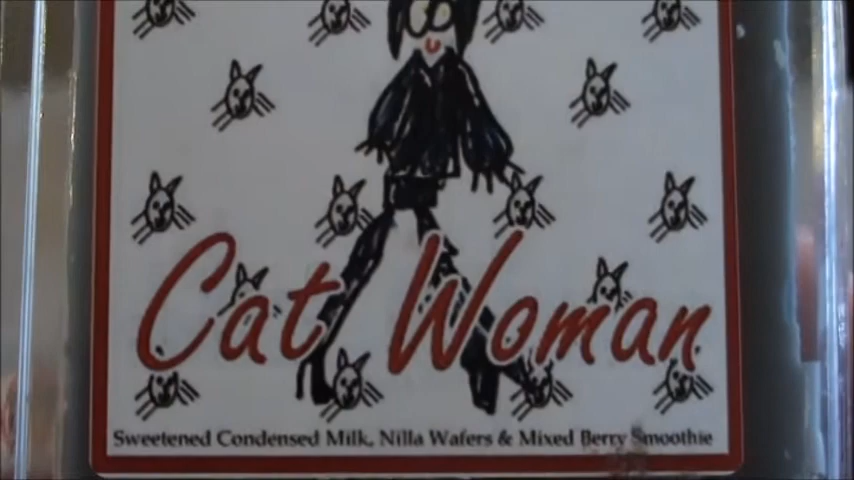 Cat Woman
Sweetened Condensed Milk, Nilla Wafers & Mixed Berry Smoothie